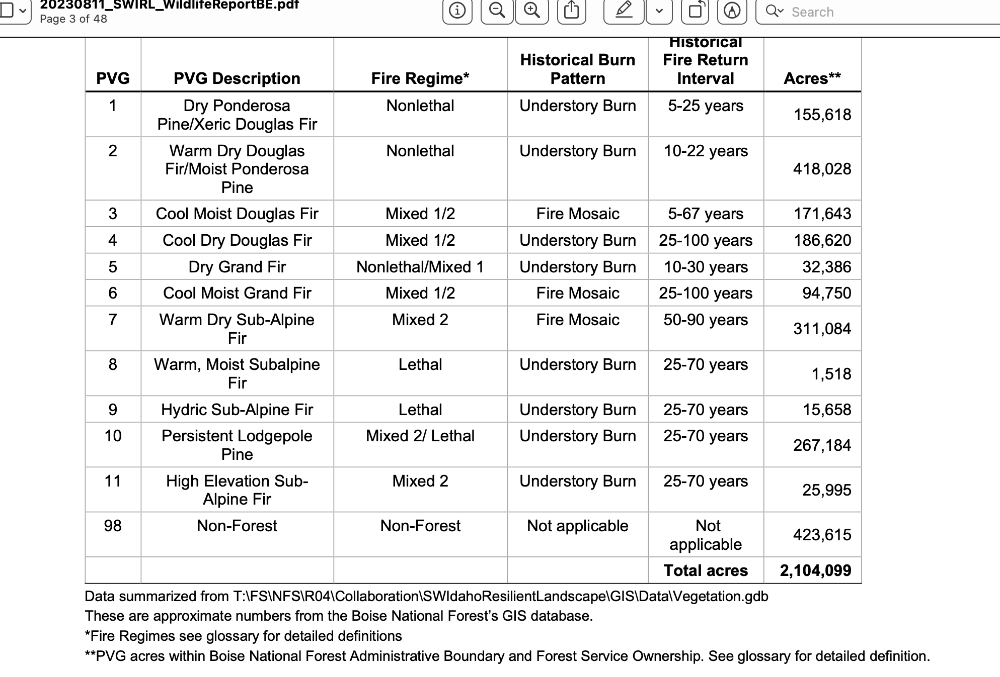 20230811_SWIRL_WildlifeReportBE.pdf
Page 3 of 48
Search
PVG PVG Description Fire Regime* Historical Burn Pattern Historical Fire Return Interval Acres**
1 Dry Ponderosa Pine/Xeric Douglas Fir Nonlethal Understory Burn 5-25 years 155,618
2 Warm Dry Douglas Fir/Moist Ponderosa Pine Nonlethal Understory Burn 10-22 years 418,028
3 Cool Moist Douglas Fir Mixed 1/2 Fire Mosaic 5-67 years 171,643
4 Cool Dry Douglas Fir Mixed 1/2 Understory Burn 25-100 years 186,620
5 Dry Grand Fir Nonlethal/Mixed 1 Understory Burn 10-30 years 32,386
6 Cool Moist Grand Fir Mixed 1/2 Fire Mosaic 25-100 years 94,750
7 Warm Dry Sub-Alpine Fir Mixed 2 Fire Mosaic 50-90 years 311,084
8 Warm, Moist Subalpine Fir Lethal Understory Burn 25-70 years 1,518
9 Hydric Sub-Alpine Fir Lethal Understory Burn 25-70 years 15,658
10 Persistent Lodgepole Pine Mixed 2/ Lethal Understory Burn 25-70 years 267,184
11 High Elevation Sub-Alpine Fir Mixed 2 Understory Burn 25-70 years 25,995
98 Non-Forest Non-Forest Not applicable Not applicable 423,615
Total acres 2,104,099
Data summarized from T:\FS\NFS\R04\Collaboration\SWIdahoResilientLandscape\GIS\Data\Vegetation.gdb
These are approximate numbers from the Boise National Forest’s GIS database.
*Fire Regimes see glossary for detailed definitions
**PVG acres within Boise National Forest Administrative Boundary and Forest Service Ownership. See glossary for detailed definition.